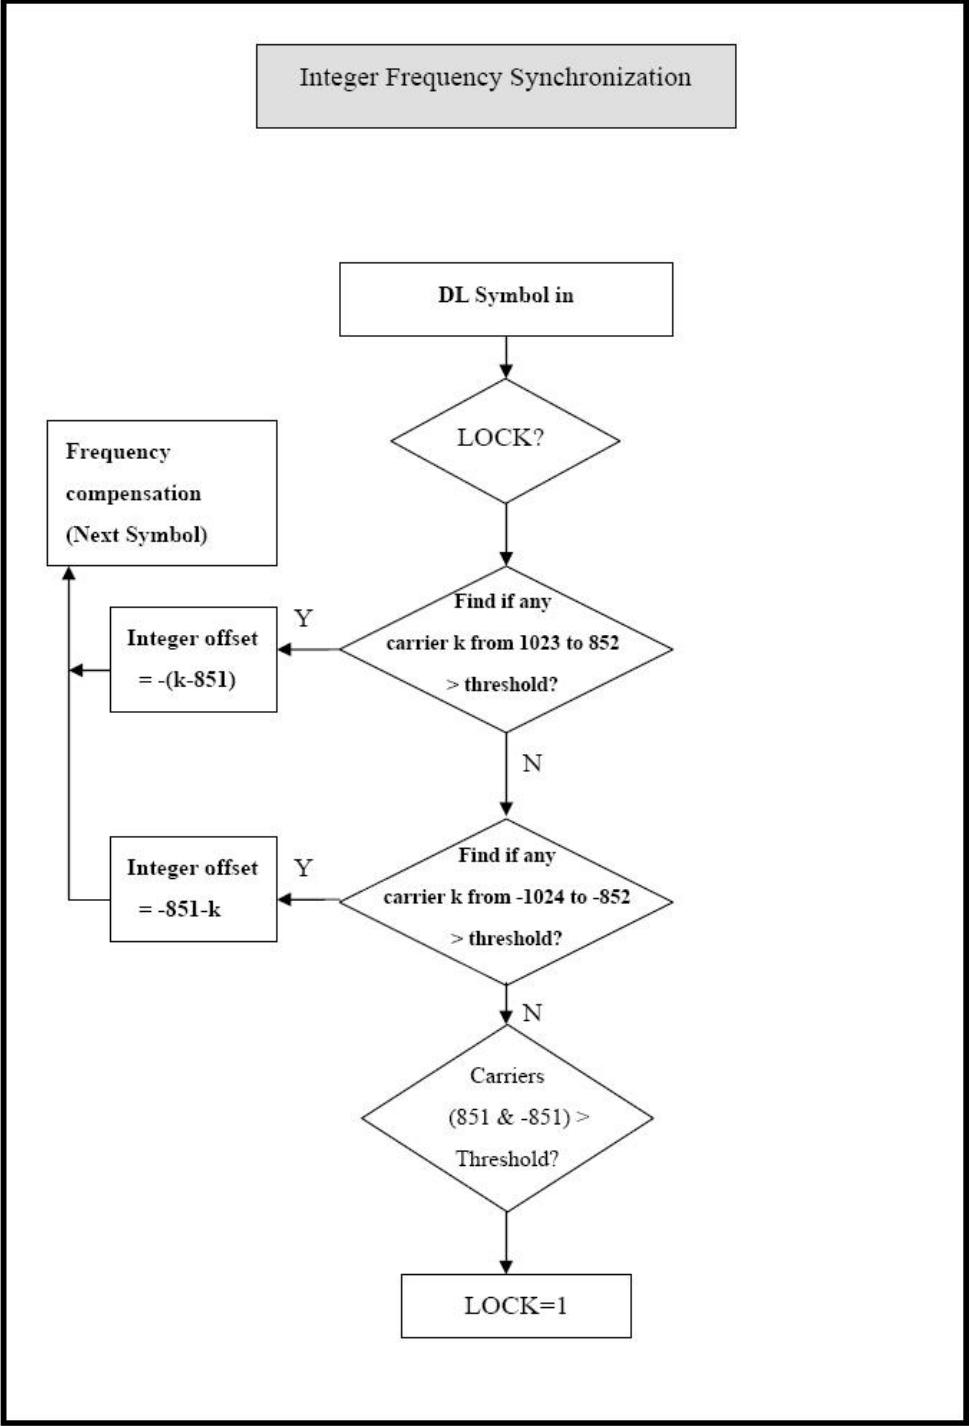 Integer Frequency Synchronization
DL Symbol in
LOCK?
Frequency
compensation
(Next Symbol)
Find if any
carrier k from 1023 to 852
> threshold?
Y
Integer offset
= -(k-851)
N
Find if any
carrier k from -1024 to -852
> threshold?
Y
Integer offset
= -851-k
N
Carriers
(851 & -851) >
Threshold?
LOCK=1